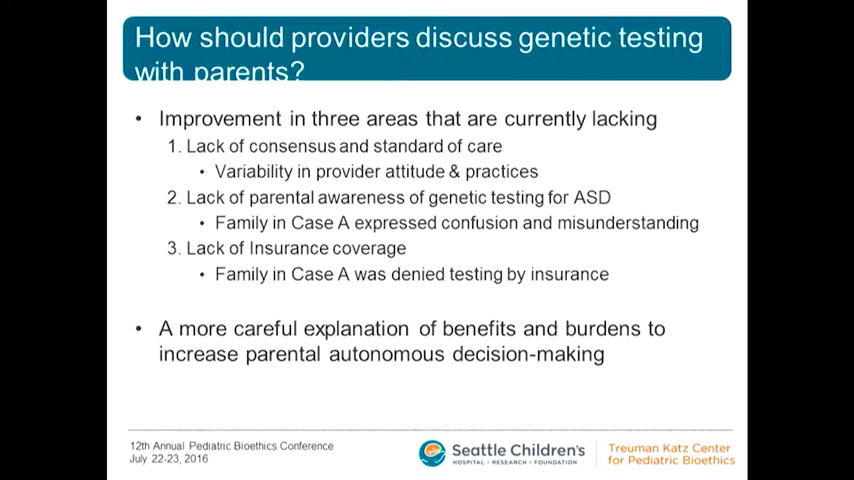 How should providers discuss genetic testing
with parents?
• Improvement in three areas that are currently lacking
1. Lack of consensus and standard of care
• Variability in provider attitude & practices
2. Lack of parental awareness of genetic testing for ASD
• Family in Case A expressed confusion and misunderstanding
3. Lack of Insurance coverage
• Family in Case A was denied testing by insurance
• A more careful explanation of benefits and burdens to
increase parental autonomous decision-making
12th Annual Pediatric Bioethics Conference
July 22-23, 2016
Seattle Children's
HOSPITAL • RESEARCH • FOUNDATION
Treuman Katz Center
for Pediatric Bioethics